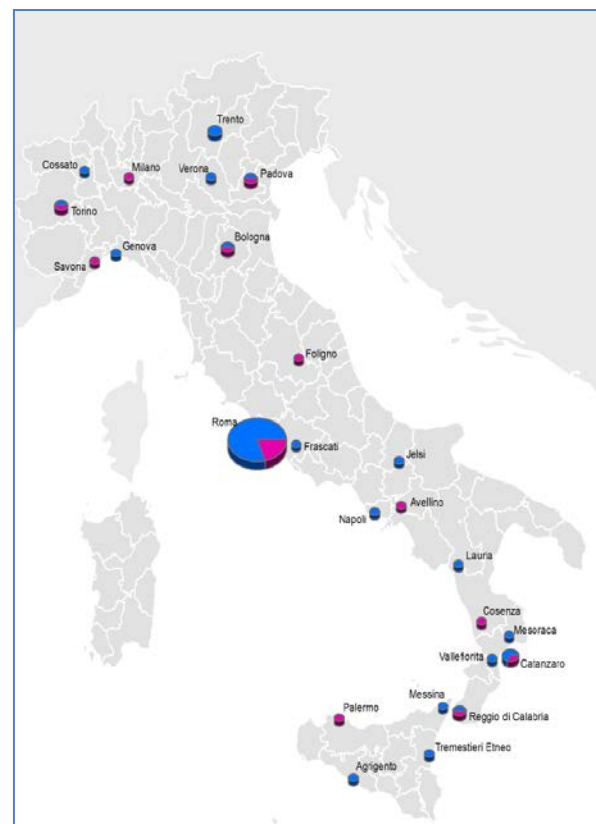 Trento
Cossato
Milano
Verona
Padova
Torino
Bologna
Genova
Savona
Foligno
Roma
Frascati
Jelsi
Avellino
Napoli
Lauria
Cosenza
Mesoraca
Vallefiorita
Catanzaro
Messina
Palermo
Reggio di Calabria
Tremestieri Etneo
Agrigento